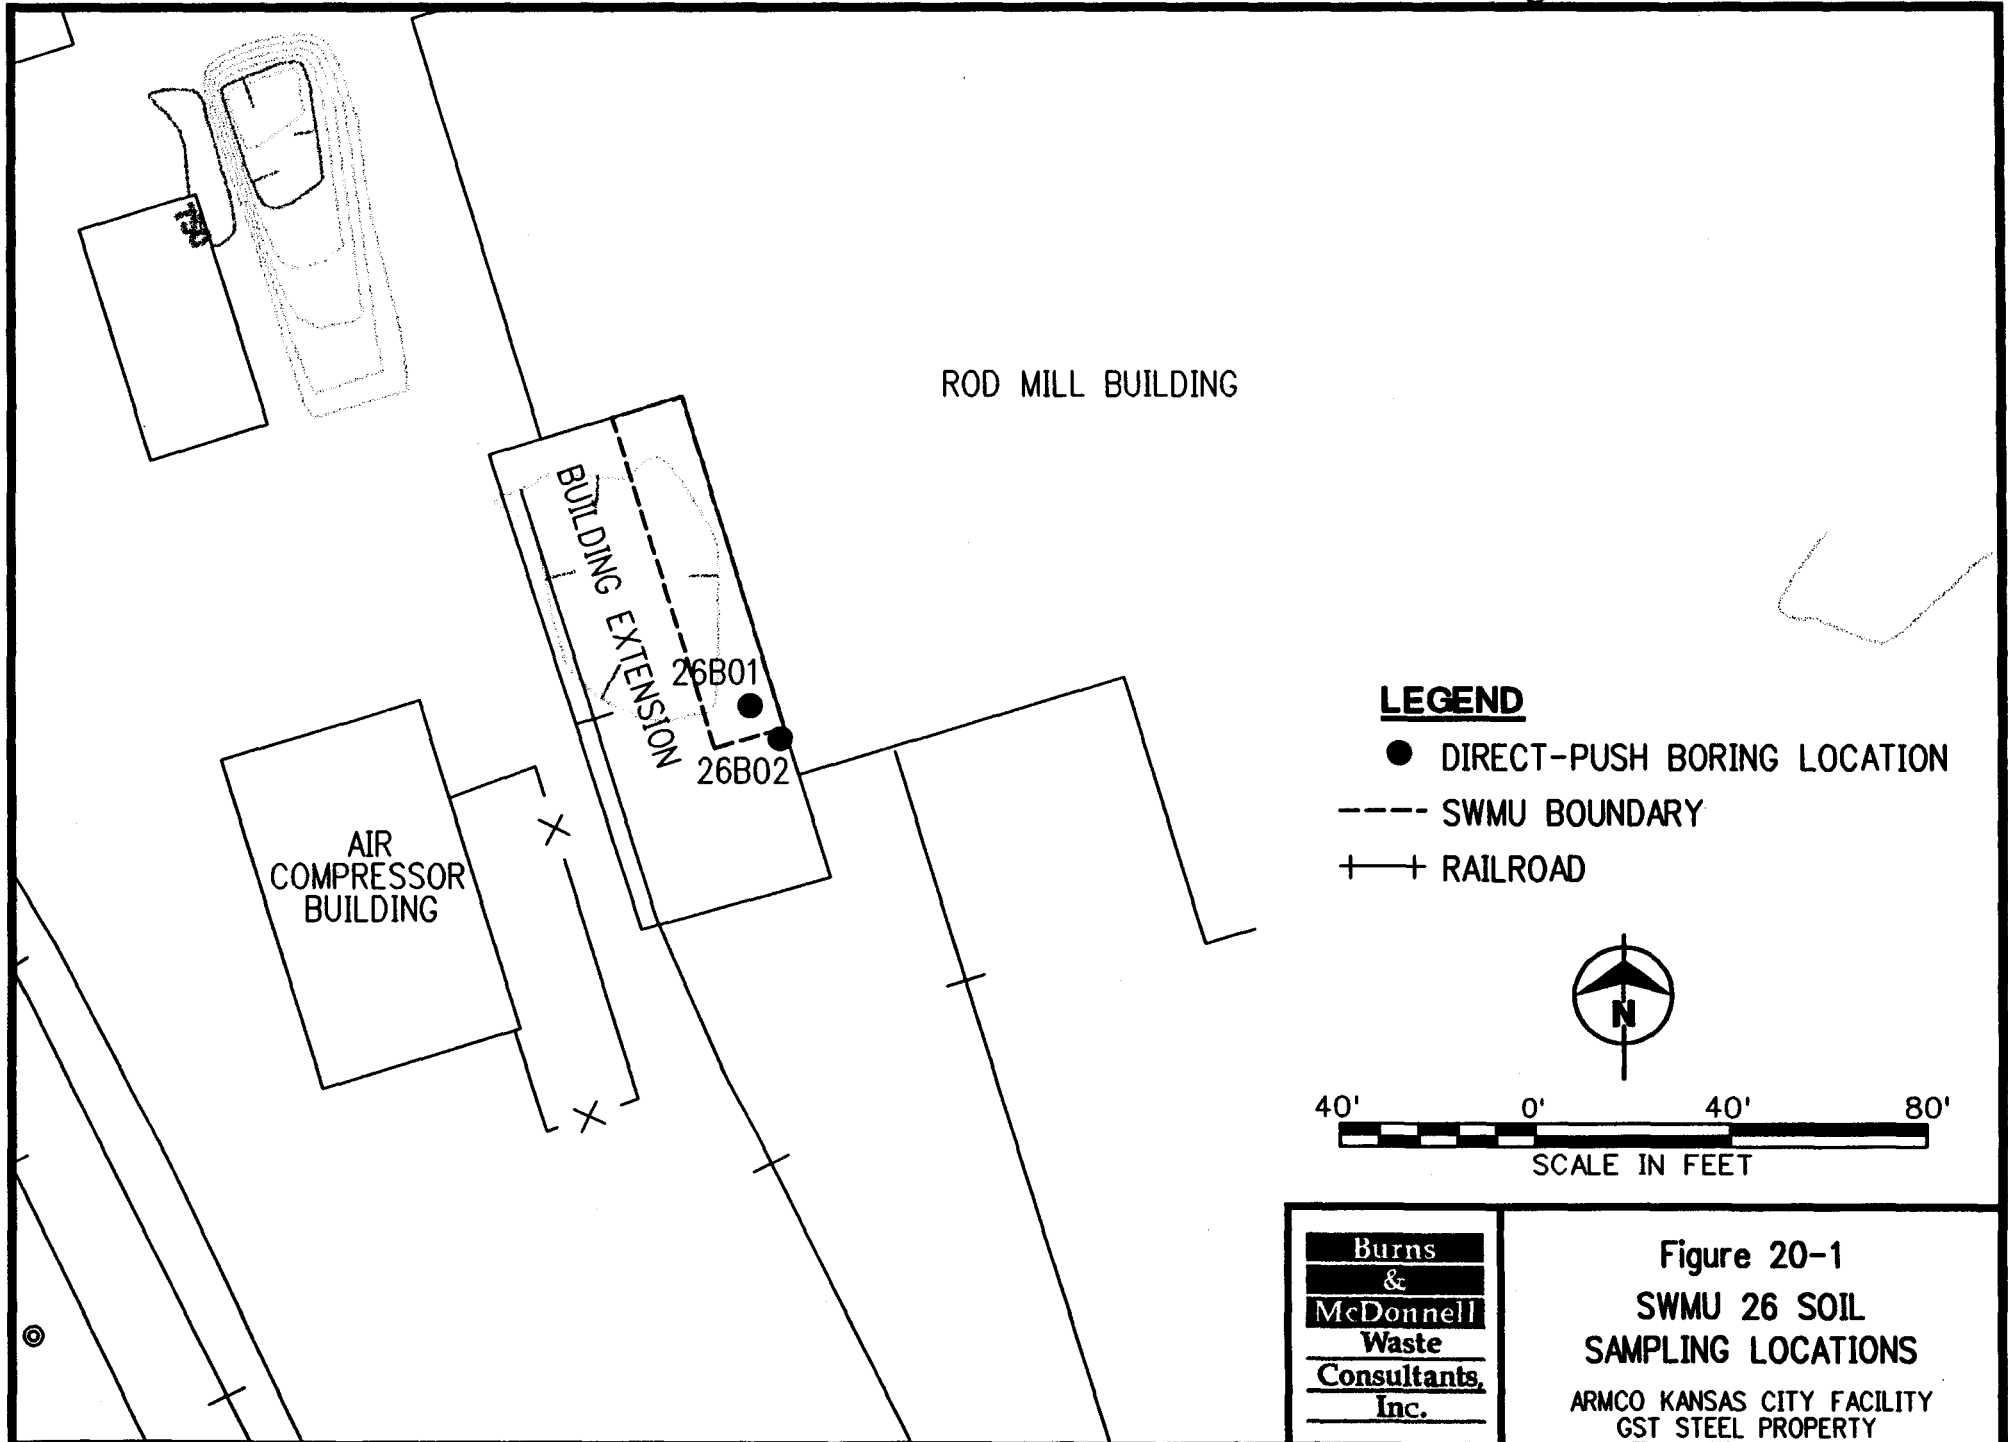 ROD MILL BUILDING
BUILDING EXTENSION
26B01
26B02
AIR
COMPRESSOR
BUILDING
LEGEND
DIRECT-PUSH BORING LOCATION
SWMU BOUNDARY
RAILROAD
N
40' 0' 40' 80'
SCALE IN FEET
Burns
&
McDonnell
Waste
Consultants,
Inc.
Figure 20-1
SWMU 26 SOIL
SAMPLING LOCATIONS
ARMCO KANSAS CITY FACILITY
GST STEEL PROPERTY